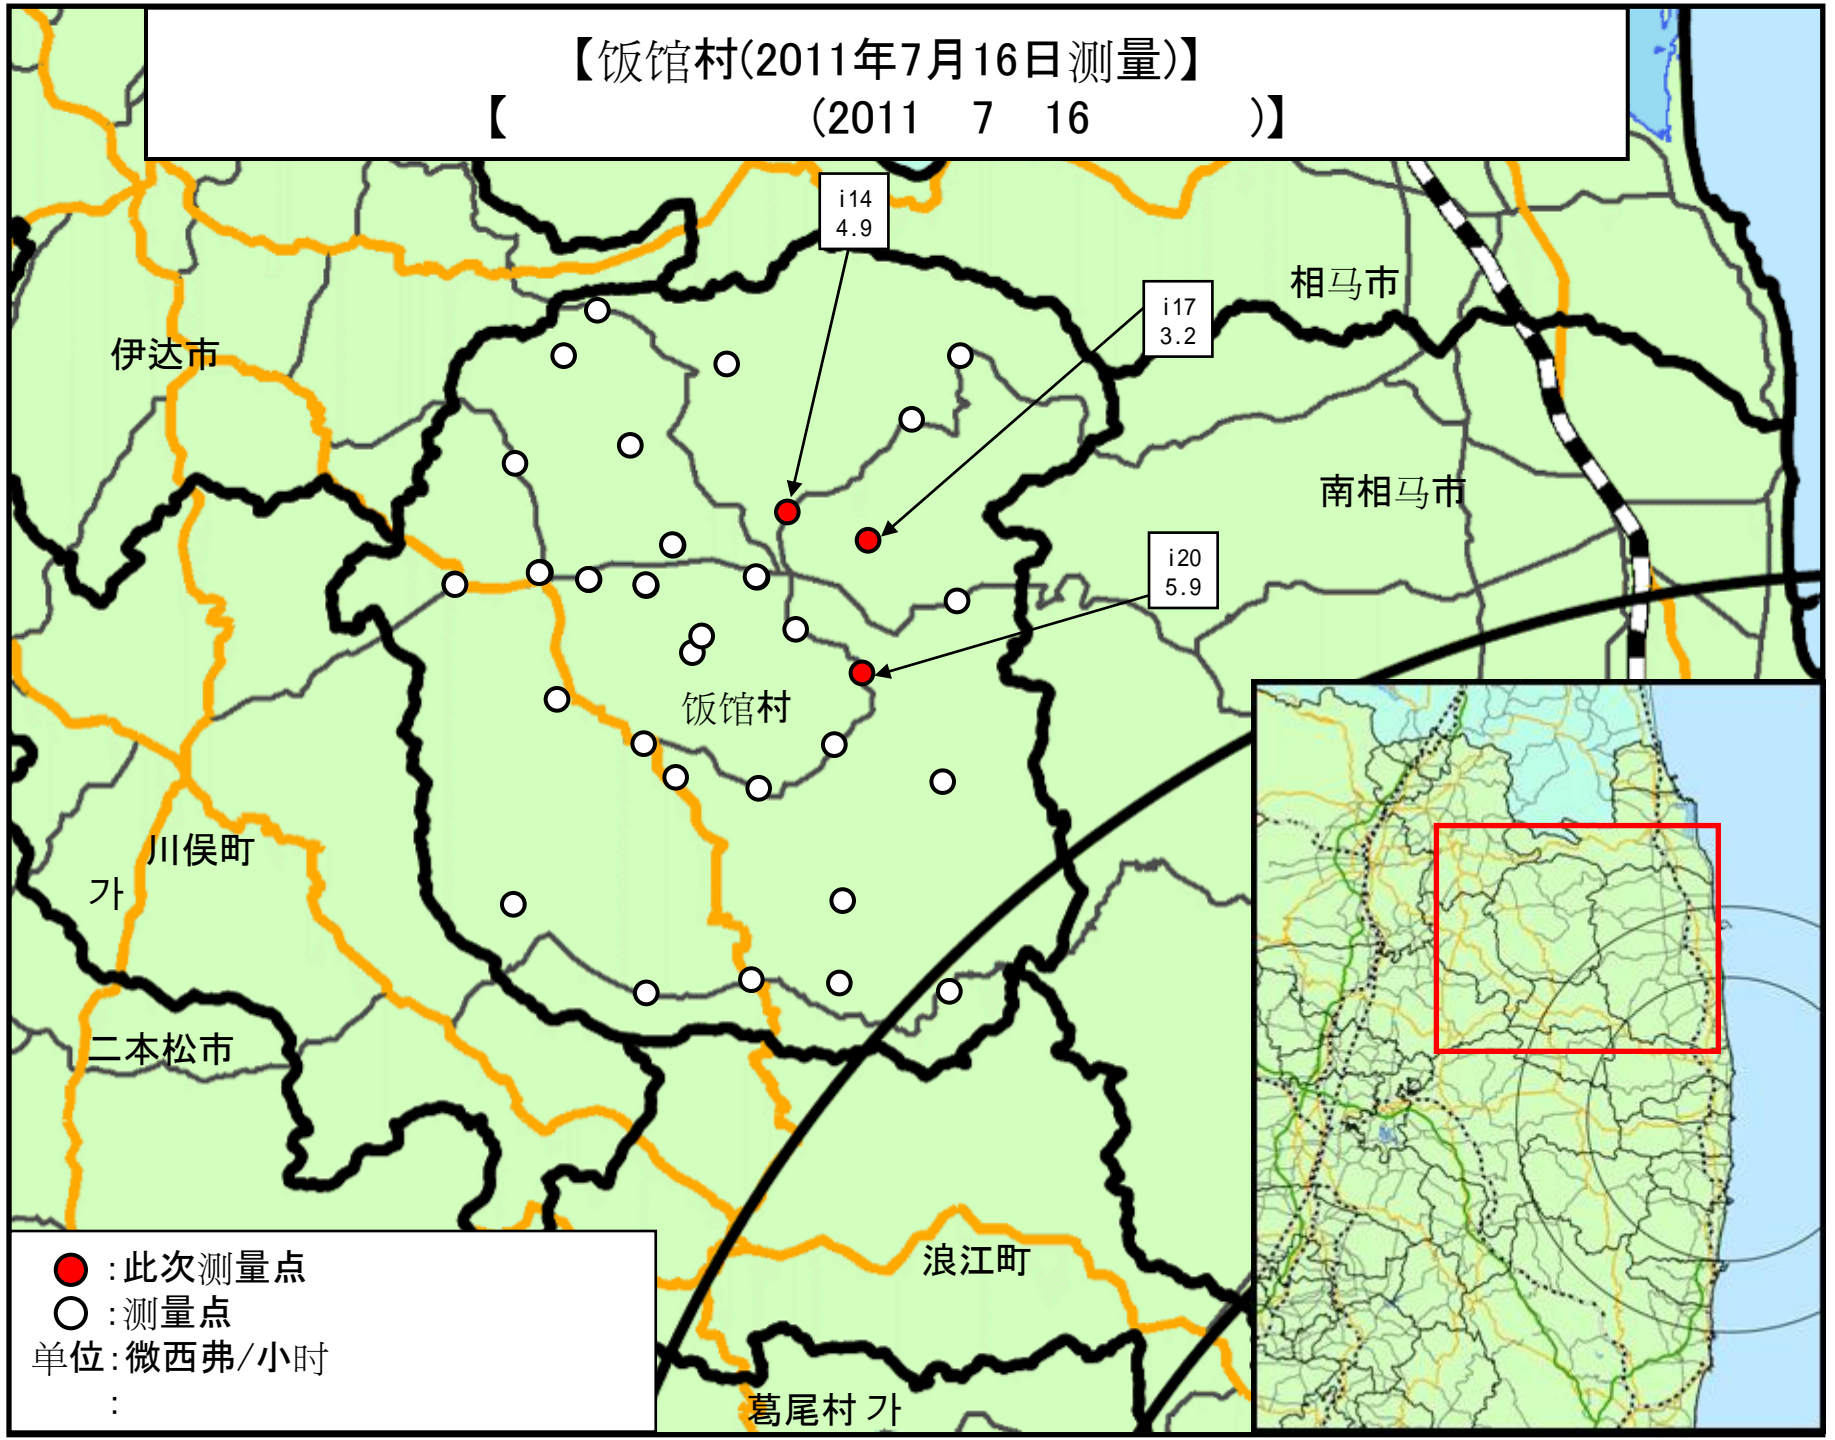 【饭馆村(2011年7月16日测量)】
【 (2011 7 16 )】
i14
4.9
i17
3.2
相马市
伊达市
南相马市
i20
5.9
饭馆村
川俣町
가
二本松市
浪江町
葛尾村 가
:此次测量点
:测量点
单位:微西弗/小时
: